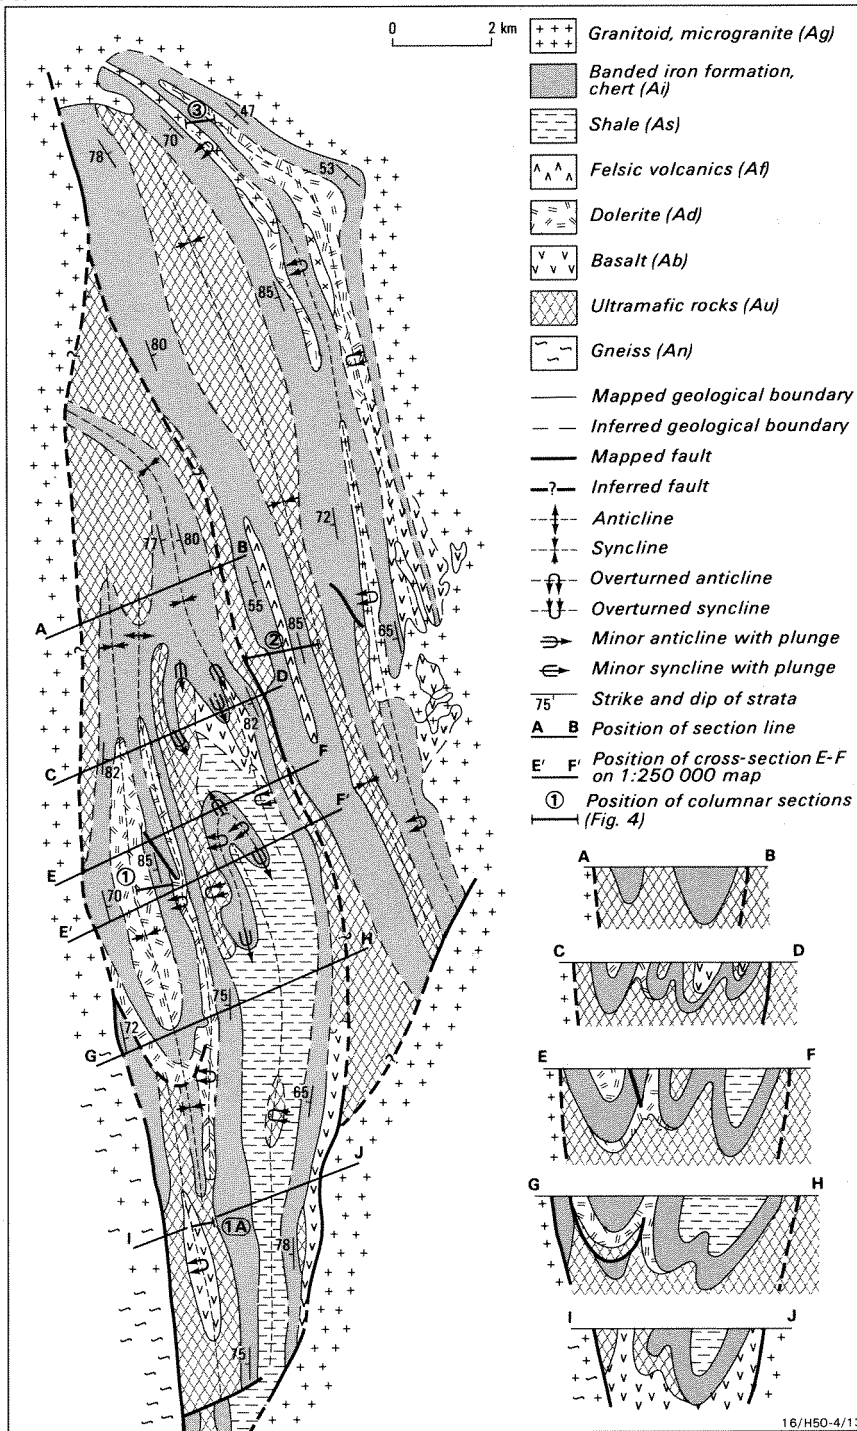 0 2 km
Granitoid, microgranite (Ag)
Banded iron formation,
chert (Ai)
Shale (As)
Felsic volcanics (Af)
Dolerite (Ad)
Basalt (Ab)
Ultramafic rocks (Au)
Gneiss (An)
Mapped geological boundary
Inferred geological boundary
Mapped fault
? Inferred fault
Anticline
Syncline
Overturned anticline
Overturned syncline
Minor anticline with plunge
Minor syncline with plunge
75 Strike and dip of strata
A B Position of section line
E' F' Position of cross-section E-F
on 1:250 000 map
1 Position of columnar sections
(Fig. 4)
3
47
70
78
53
85
80
?
72
77
80
B
55
A
?
85
65
2
D
82
C
82
F
F'
85
1
E
70
E'
H
75
?
72
G
?
65
J
I
1A
78
75
A B
C D
E F
G H
I J
16/H50-4/13